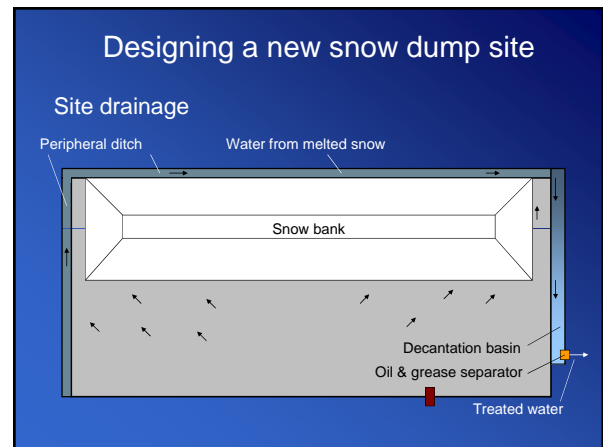 Designing a new snow dump site
Site drainage
Peripheral ditch
Water from melted snow
Snow bank
Decantation basin
Oil & grease separator
Treated water